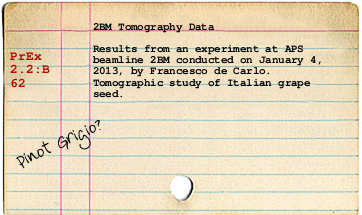 2BM Tomography Data
PrEx
2.2:B
62
Results from an experiment at APS
beamline 2BM conducted on January 4,
2013, by Francesco de Carlo.
Tomographic study of Italian grape
seed.
Pinot Grigio?